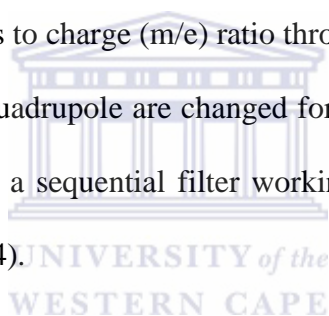 s to charge (m/e) ratio thro
uadrupole are changed for
a sequential filter workin
4).
UNIVERSITY of the
WESTERN CAPE